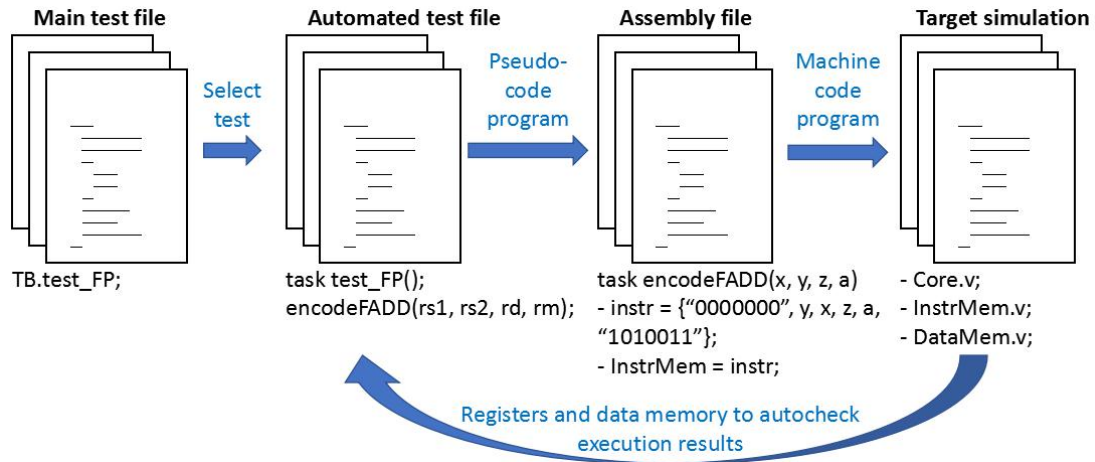 Main test file
Automated test file
Assembly file
Target simulation
Select
test
Pseudo-
code
program
Machine
code
program
TB.test_FP;
task test_FP();
encodeFADD(rs1, rs2, rd, rm);
task encodeFADD(x, y, z, a)
- instr = {“0000000”, y, x, z, a,
“1010011”};
- InstrMem = instr;
- Core.v;
- InstrMem.v;
- DataMem.v;
Registers and data memory to autocheck
execution results